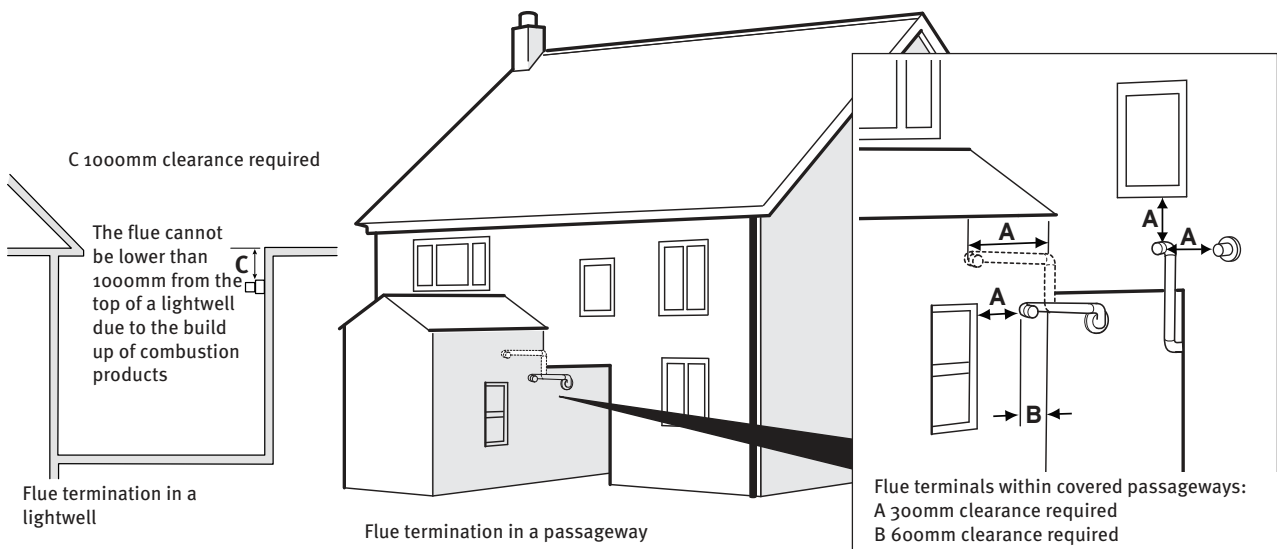 C 1000mm clearance required
The flue cannot
be lower than
1000mm from the
top of a lightwell
due to the build
up of combustion
products
C
Flue termination in a
lightwell
Flue termination in a passageway
A
A
A
A
B
Flue terminals within covered passageways:
A 300mm clearance required
B 600mm clearance required